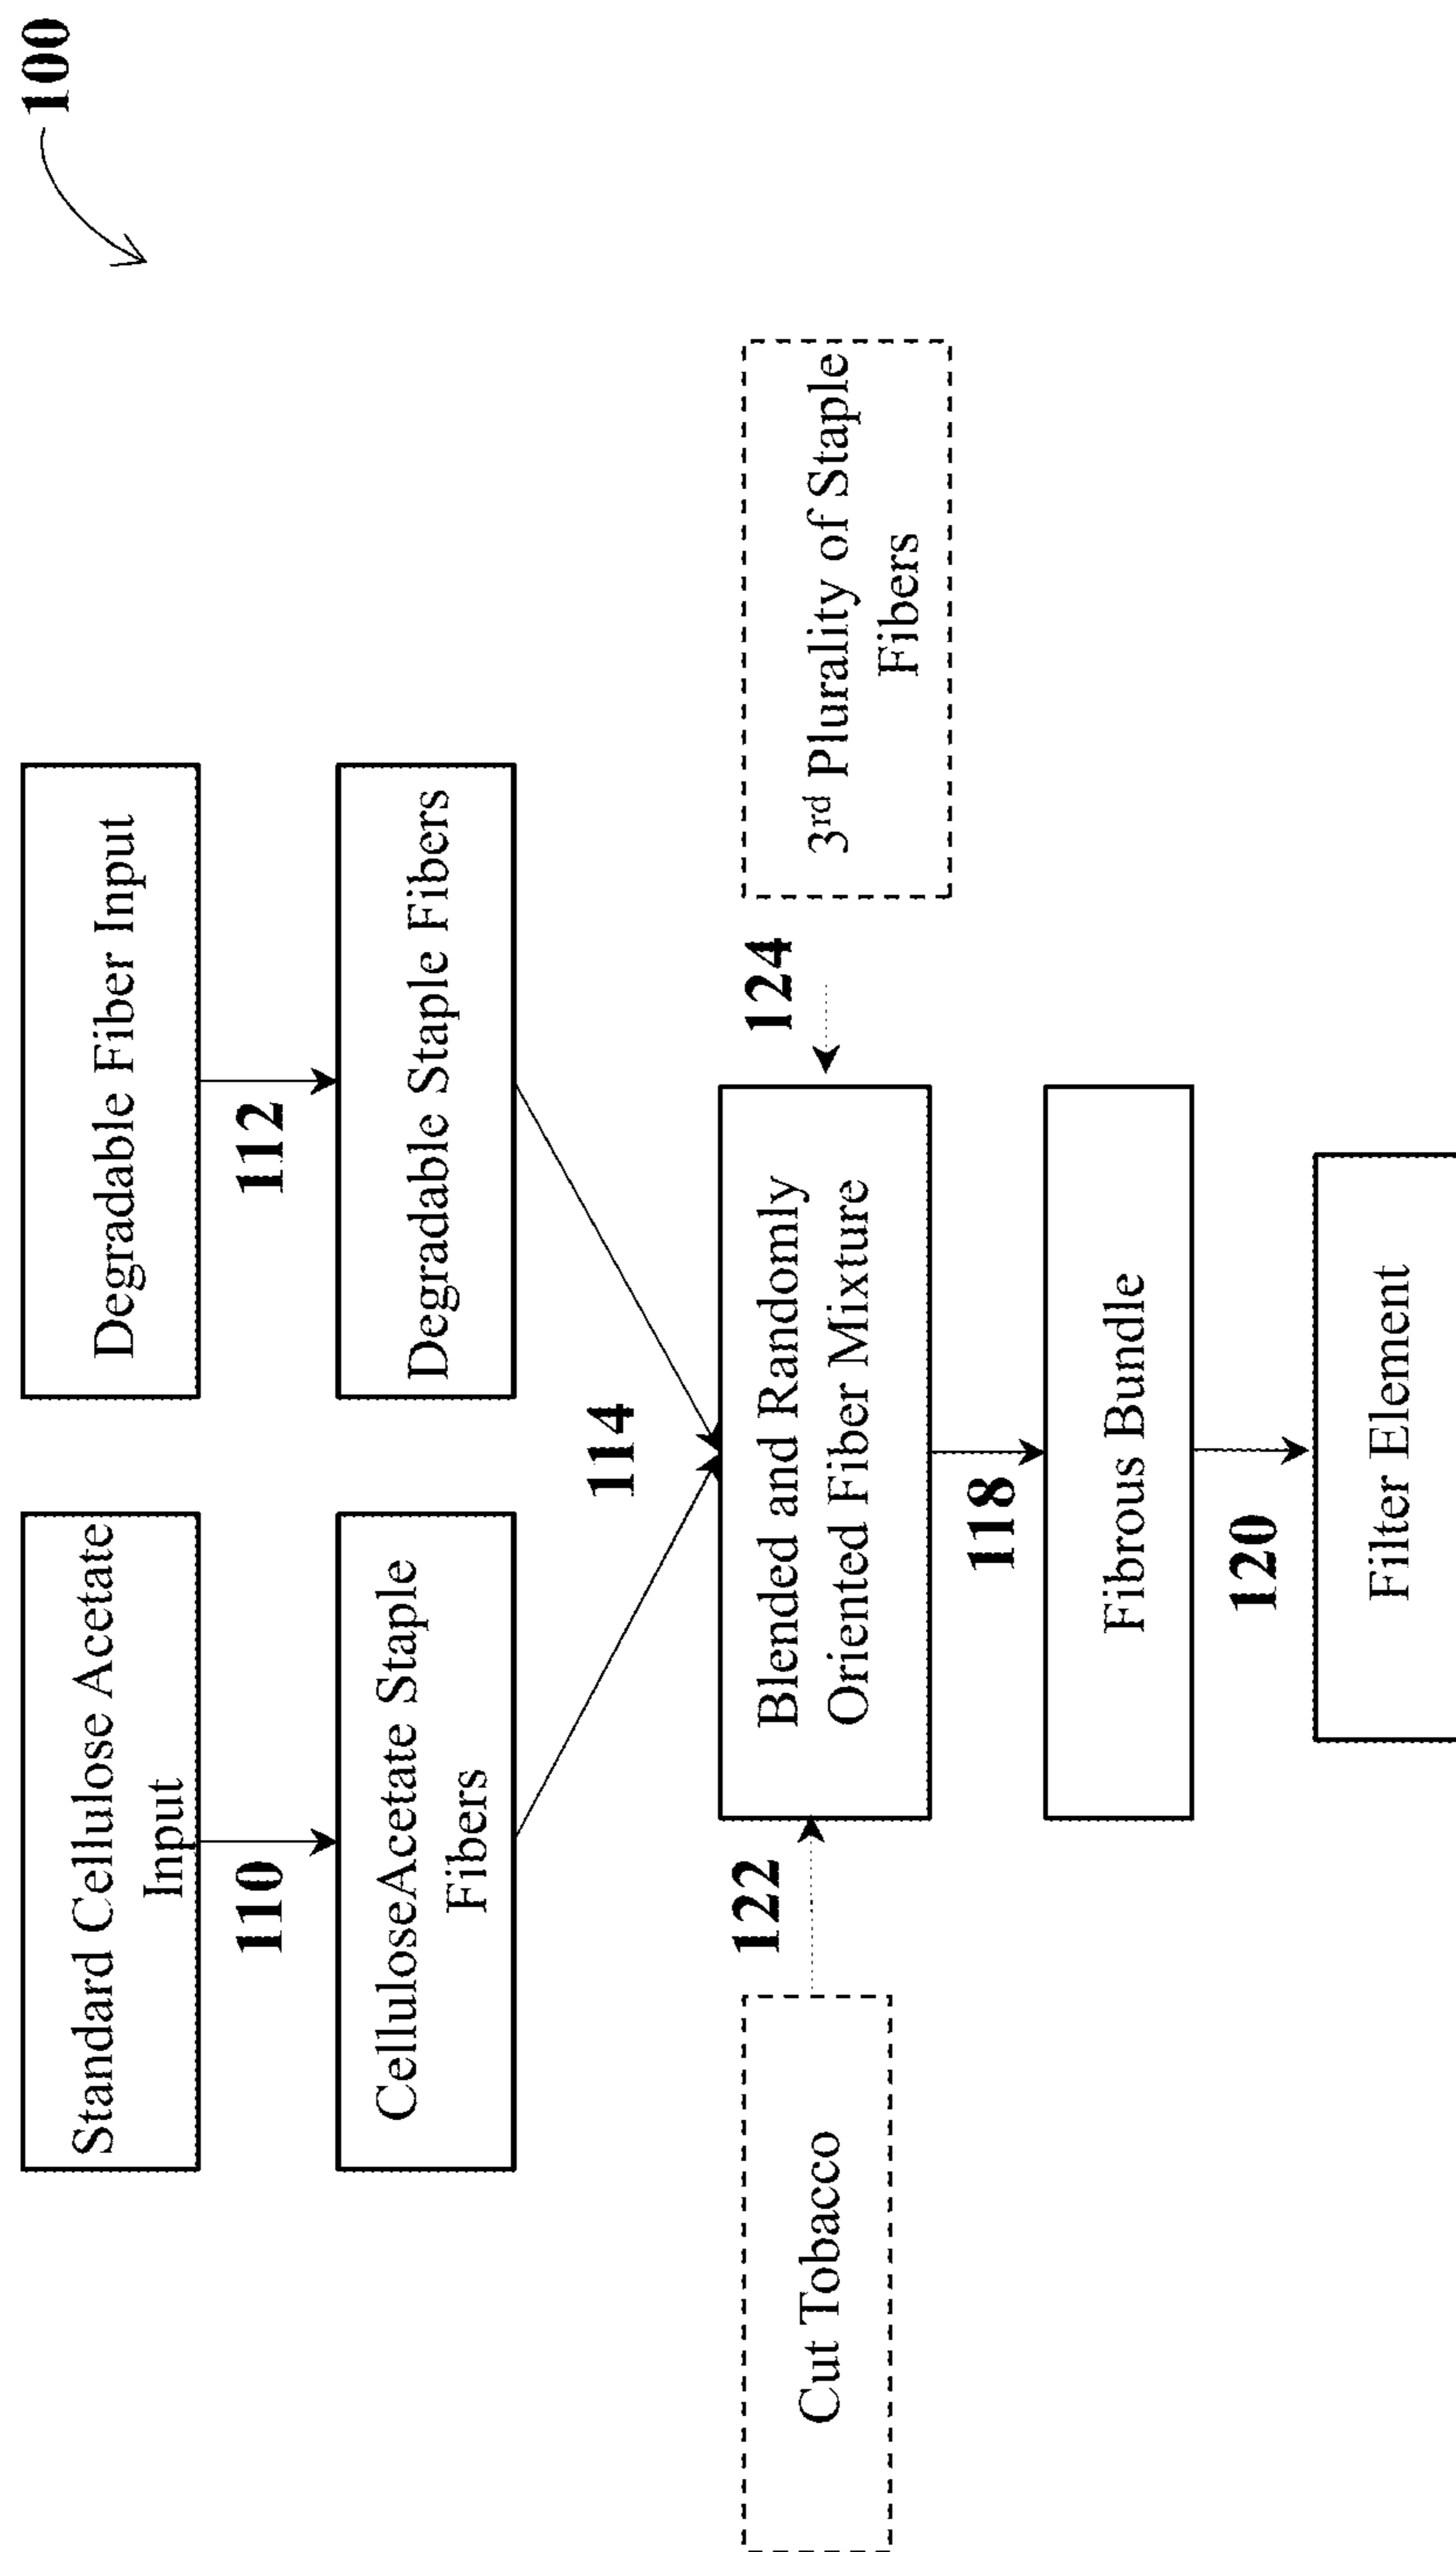 100
Standard Cellulose Acetate
Input
Degradable Fiber Input
110
112
CelluloseAcetate Staple
Fibers
Degradable Staple Fibers
114
Cut Tobacco
122
Blended and Randomly
Oriented Fiber Mixture
124
3rd Plurality of Staple
Fibers
118
Fibrous Bundle
120
Filter Element